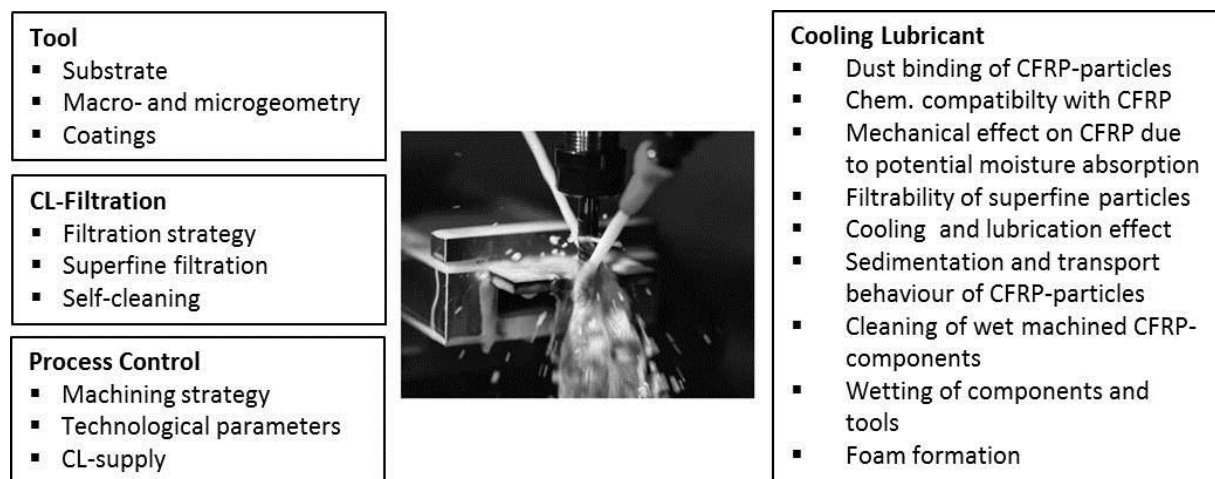 Tool
▪ Substrate
▪ Macro- and microgeometry
▪ Coatings
CL-Filtration
▪ Filtration strategy
▪ Superfine filtration
▪ Self-cleaning
Process Control
▪ Machining strategy
▪ Technological parameters
▪ CL-supply
Cooling Lubricant
▪ Dust binding of CFRP-particles
▪ Chem. compatibilty with CFRP
▪ Mechanical effect on CFRP due
to potential moisture absorption
▪ Filtrability of superfine particles
▪ Cooling and lubrication effect
▪ Sedimentation and transport
behaviour of CFRP-particles
▪ Cleaning of wet machined CFRP-
components
▪ Wetting of components and
tools
▪ Foam formation